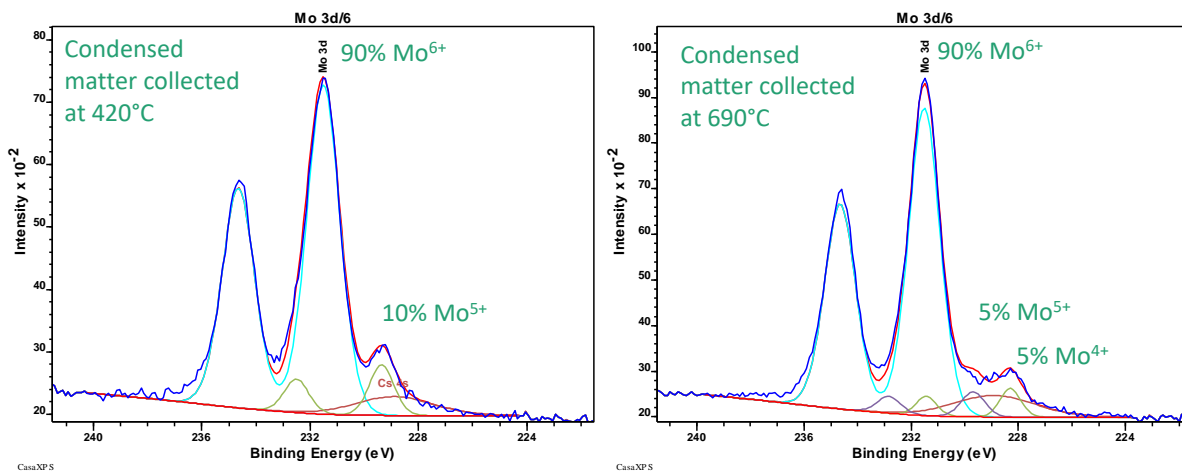 Mo 3d/6
Condensed
matter collected
at 420°C
90% Mo⁶⁺
Mo 3d
10% Mo⁵⁺
Cs 4s
Intensity x 10⁻²
80
70
60
50
40
30
20
240
236
232
228
224
Binding Energy (eV)
CasaXPS
Mo 3d/6
Condensed
matter collected
at 690°C
90% Mo⁶⁺
Mo 3d
5% Mo⁵⁺
5% Mo⁴⁺
Intensity x 10⁻²
100
90
80
70
60
50
40
30
20
240
236
232
228
224
Binding Energy (eV)
CasaXPS